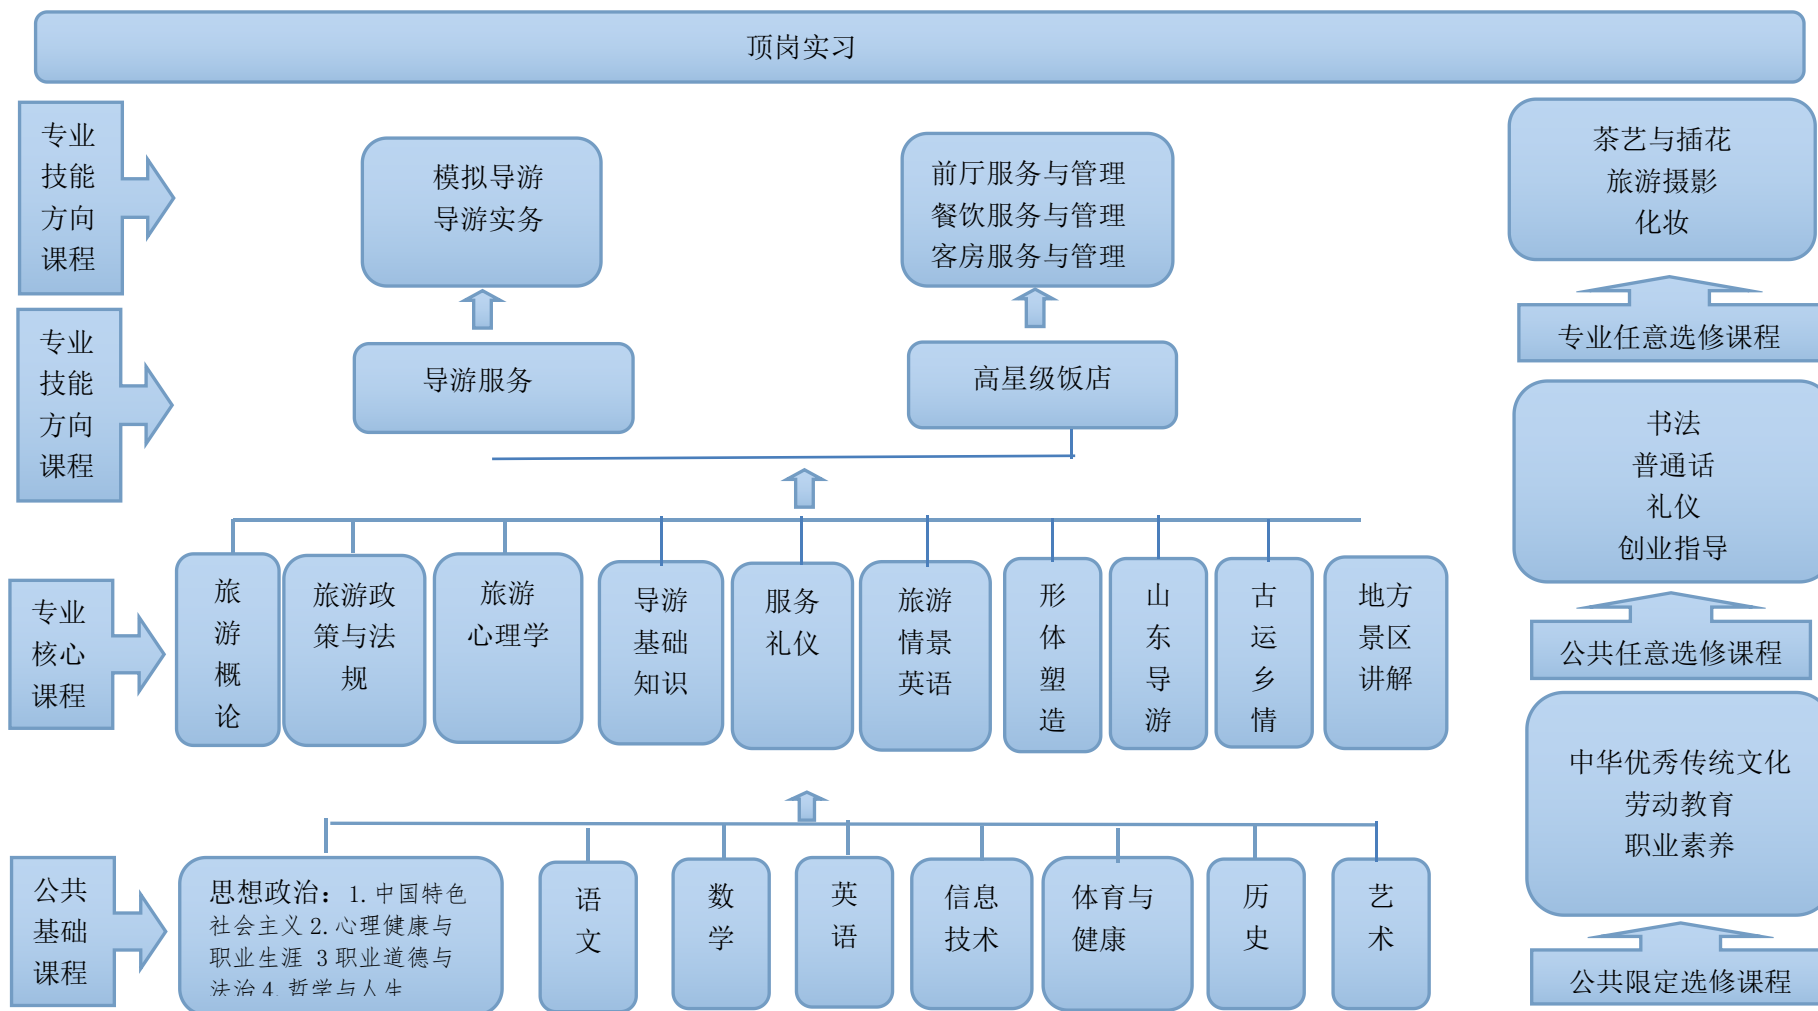 顶岗实习
专业
技能
方向
课程
模拟导游
导游实务
前厅服务与管理
餐饮服务与管理
客房服务与管理
茶艺与插花
旅游摄影
化妆
专业任意选修课程
专业
技能
方向
课程
导游服务
高星级饭店
书法
普通话
礼仪
创业指导
公共任意选修课程
专业
核心
课程
旅
游
概
论
旅游政
策与法
规
旅游
心理学
导游
基础
知识
服务
礼仪
旅游
情景
英语
形
体
塑
造
山
东
导
游
古
运
乡
情
地方
景区
讲解
中华优秀传统文化
劳动教育
职业素养
公共限定选修课程
公共
基础
课程
思想政治：1.中国特色
社会主义 2.心理健康与
职业生涯 3 职业道德与
法治 4.哲学与人生
语
文
数
学
英
语
信息
技术
体育与
健康
历
史
艺
术